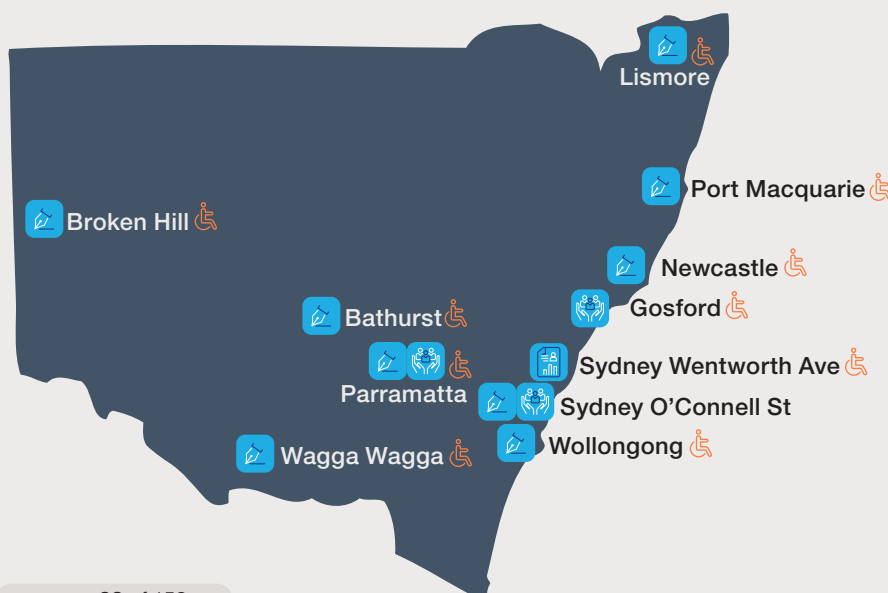 Lismore
Port Macquarie
Broken Hill
Newcastle
Gosford
Bathurst
Sydney Wentworth Ave
Parramatta
Sydney O'Connell St
Wollongong
Wagga Wagga